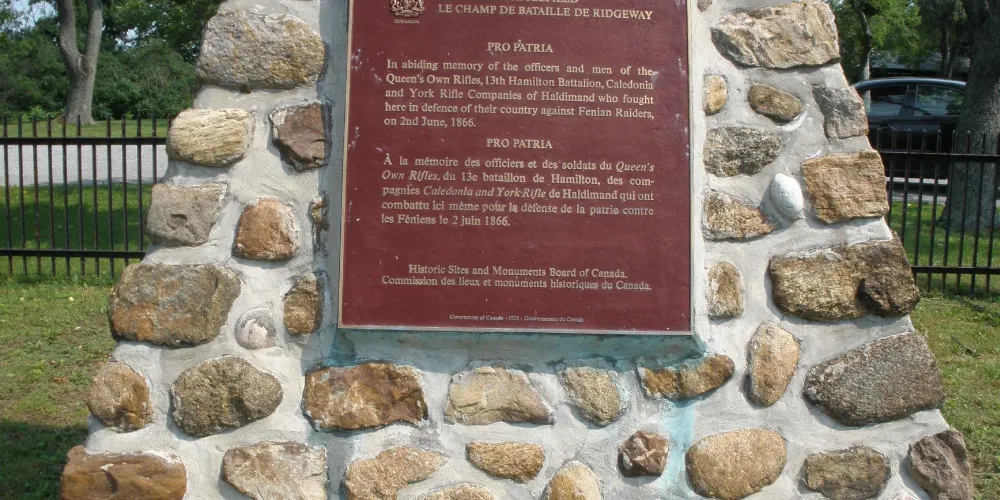 CANADA
LE CHAMP DE BATAILLE DE RIDGEWAY
PRO PATRIA
In abiding memory of the officers and men of the
Queen's Own Rifles, 13th Hamilton Battalion, Caledonia
and York Rifle Companies of Haldimand who fought
here in defence of their country against Fenian Raiders,
on 2nd June, 1866.
PRO PATRIA
À la mémoire des officiers et des soldats du Queen's
Own Rifles, du 13e bataillon de Hamilton, des com-
pagnies Caledonia and York Rifle de Haldimand qui ont
combattu ici pour la défense de la patrie contre
les Féniens le 2 juin 1866.
Historic Sites and Monuments Board of Canada.
Commission des lieux et monuments historiques du Canada.
Government of Canada - Gouvernement du Canada